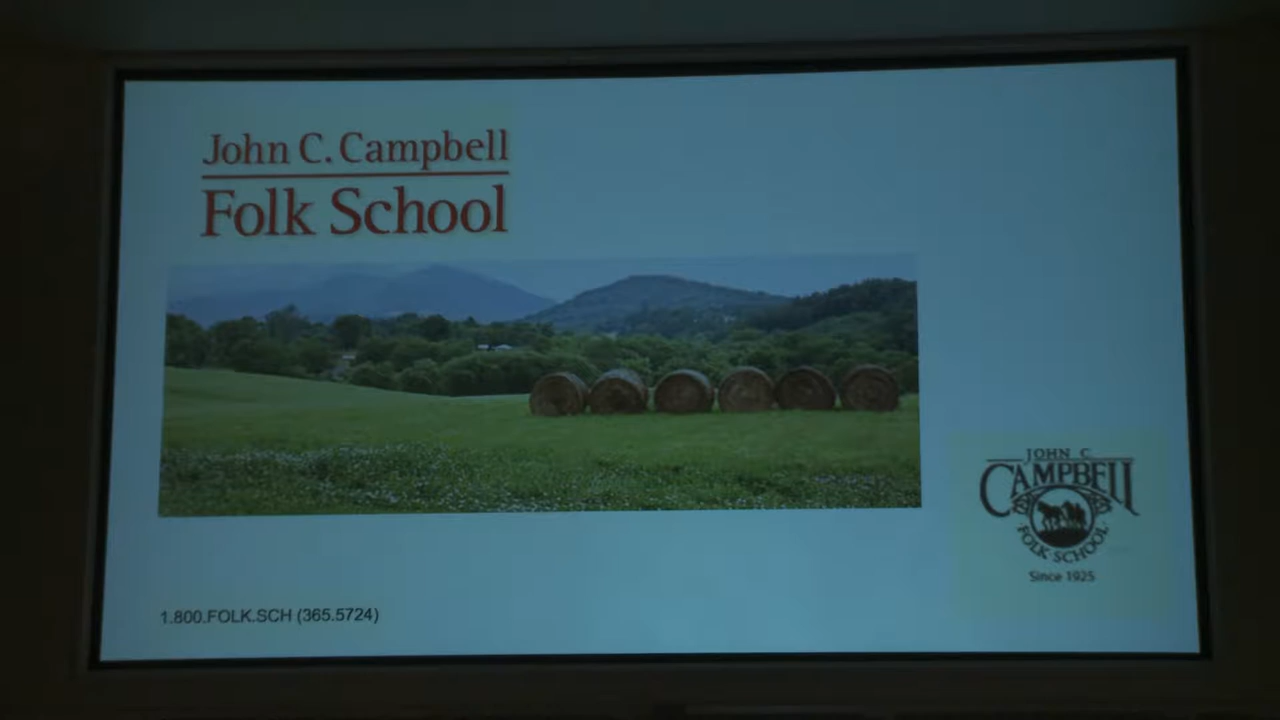 John C. Campbell
Folk School
JOHN C.
CAMPBELL
FOLK SCHOOL
Since 1925
1.800.FOLK.SCH (365.5724)